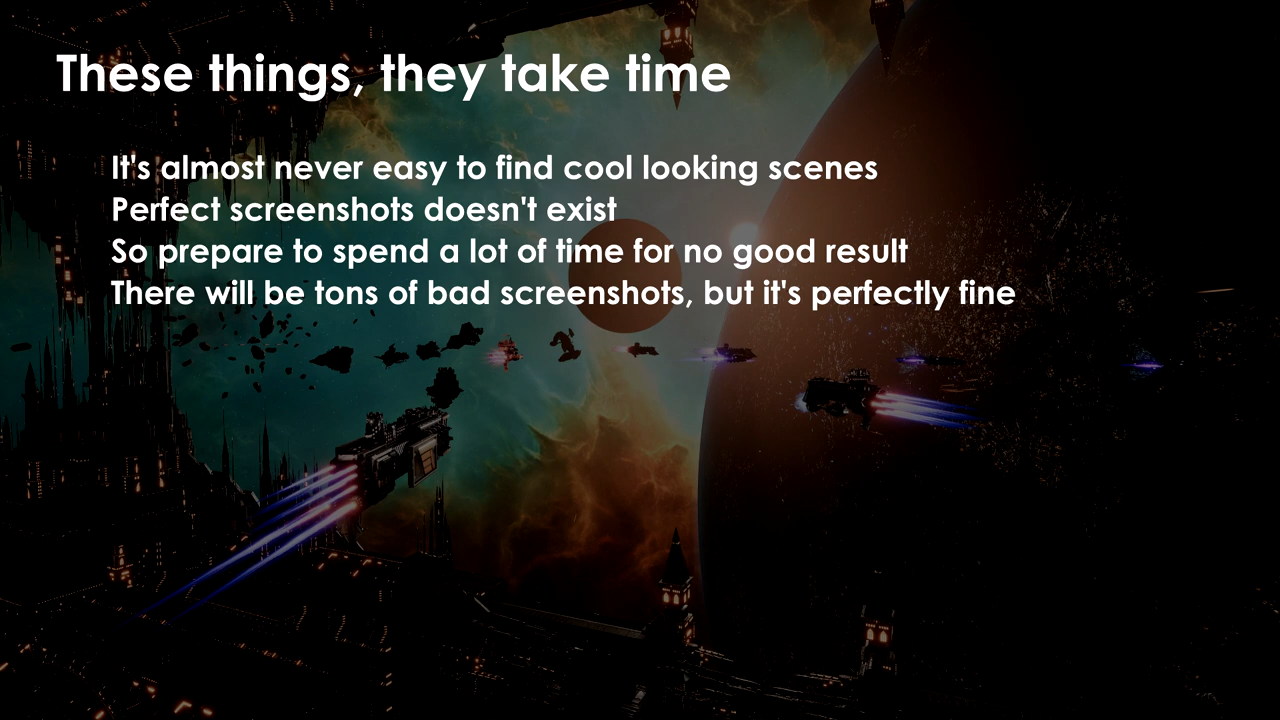 These things, they take time
It's almost never easy to find cool looking scenes
Perfect screenshots doesn't exist
So prepare to spend a lot of time for no good result
There will be tons of bad screenshots, but it's perfectly fine